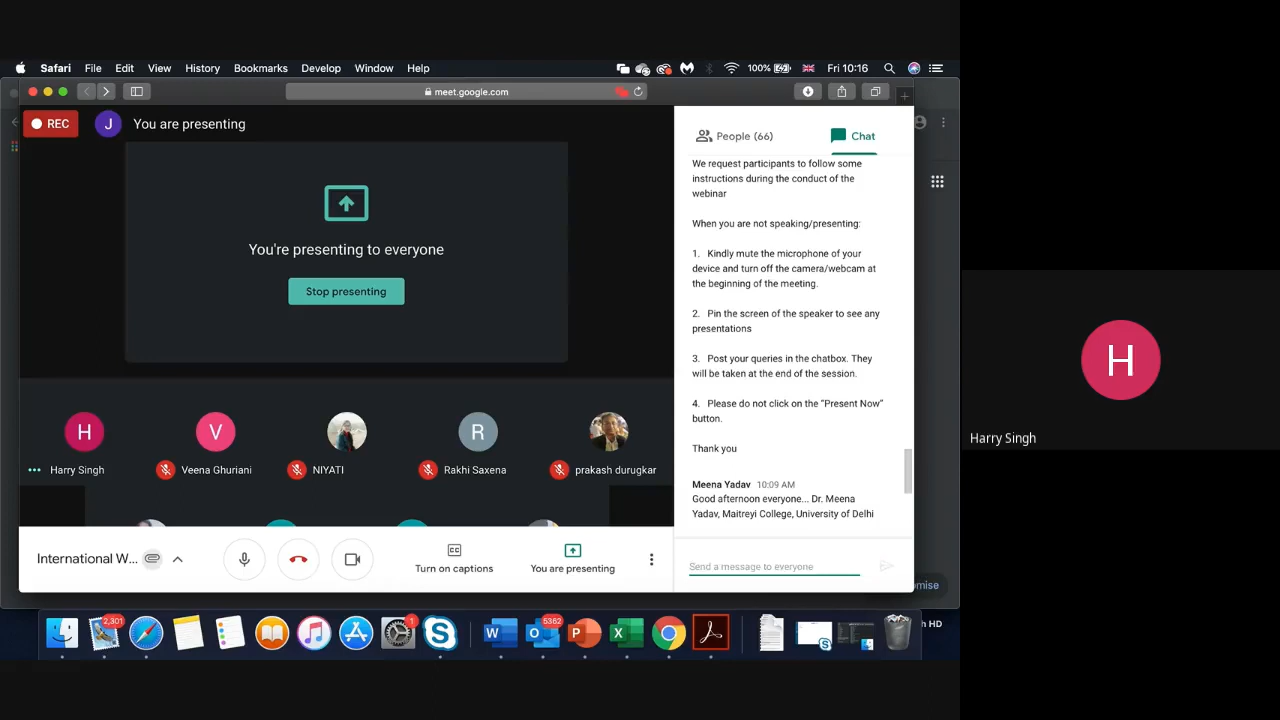 Safari File Edit View History Bookmarks Develop Window Help 100% Fri 10:16
meet.google.com
REC J You are presenting
People (66) Chat
You're presenting to everyone
Stop presenting
We request participants to follow some
instructions during the conduct of the
webinar
When you are not speaking/presenting:
1. Kindly mute the microphone of your
device and turn off the camera/webcam at
the beginning of the meeting.
2. Pin the screen of the speaker to see any
presentations
3. Post your queries in the chatbox. They
will be taken at the end of the session.
4. Please do not click on the “Present Now”
button.
Thank you
Meena Yadav 10:09 AM
Good afternoon everyone... Dr. Meena
Yadav, Maitreyi College, University of Delhi
Send a message to everyone
H V R
Harry Singh Veena Ghuriani NIYATI Rakhi Saxena prakash durugkar
International W... CC Turn on captions You are presenting
omise
2,301 1 5362
S W O P X S
h HD
H
Harry Singh